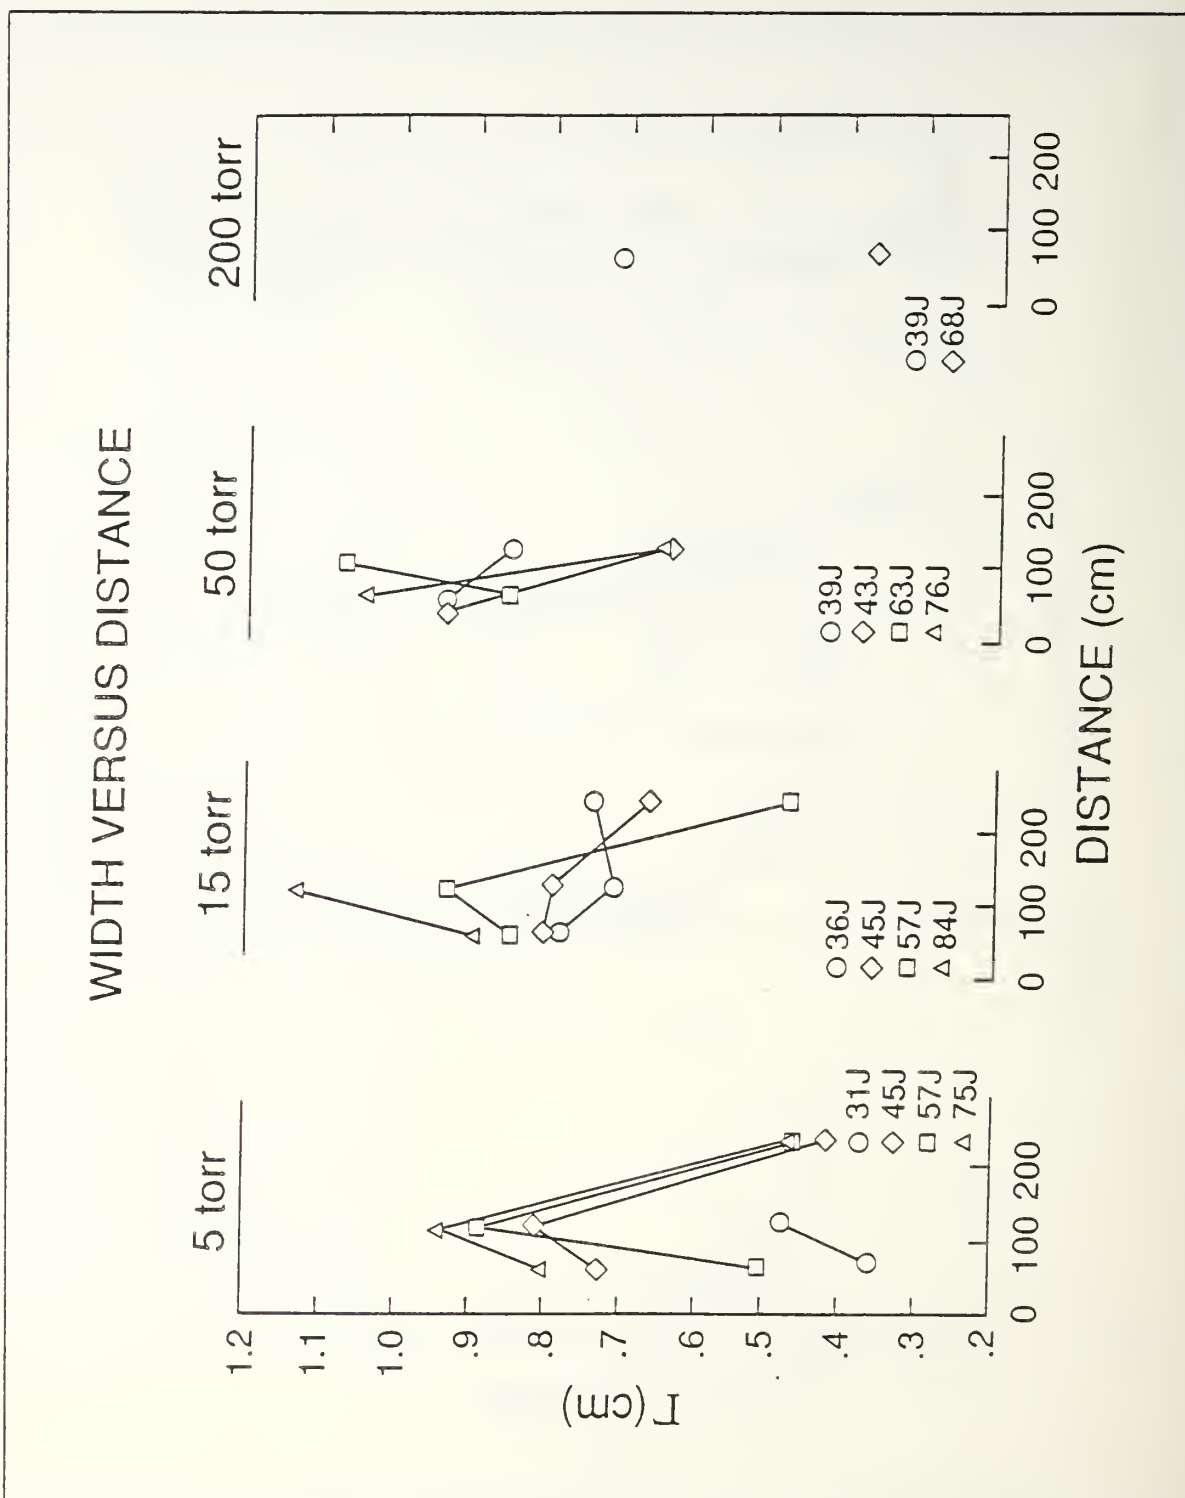 WIDTH VERSUS DISTANCE
5 torr
15 torr
50 torr
200 torr
Γ(cm)
1.2
1.1
1.0
.9
.8
.7
.6
.5
.4
.3
.2
31J
45J
57J
75J
36J
45J
57J
84J
39J
43J
63J
76J
39J
68J
0 100 200
0 100 200
0 100 200
0 100 200
DISTANCE (cm)